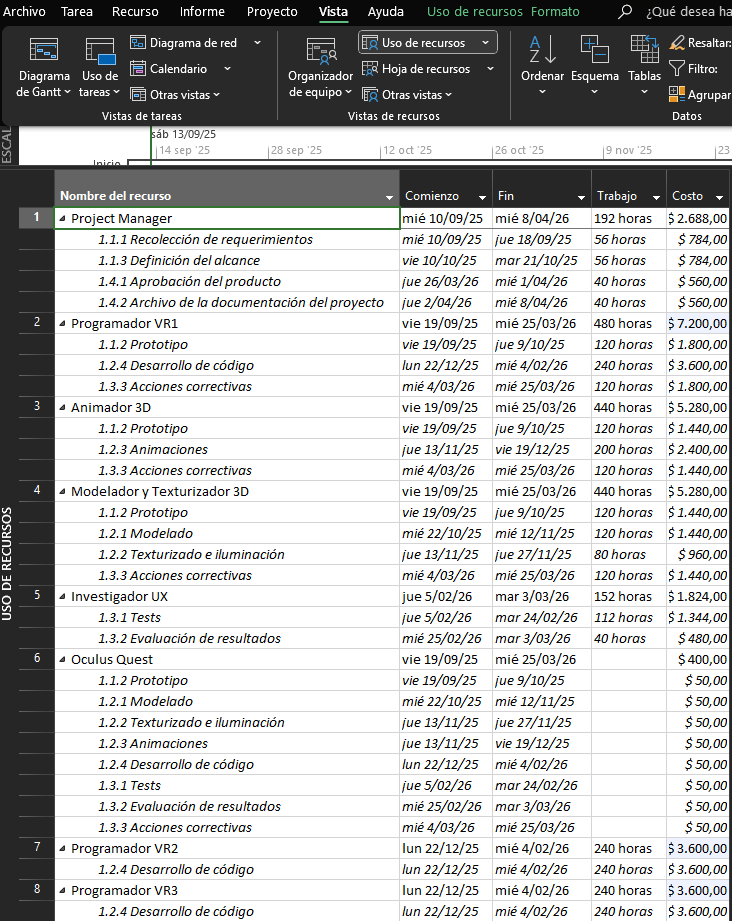 Archivo Tarea Recurso Informe Proyecto Vista Ayuda Uso de recursos Formato ¿Qué desea ha
Diagrama de Gantt
Uso de tareas
Diagrama de red
Calendario
Otras vistas
Vistas de tareas
Organizador de equipo
Uso de recursos
Hoja de recursos
Otras vistas
Vistas de recursos
Ordenar Esquema Tablas
Resaltar:
Filtro:
Agrupar
Datos
ESCAL
sáb 13/09/25
14 sep '25 28 sep '25 12 oct '25 26 oct '25 9 nov '25 23
Inicio
USO DE RECURSOS
Nombre del recurso Comienzo Fin Trabajo Costo
1 Project Manager mié 10/09/25 mié 8/04/26 192 horas $ 2.688,00
1.1.1 Recolección de requerimientos mié 10/09/25 jue 18/09/25 56 horas $ 784,00
1.1.3 Definición del alcance vie 10/10/25 mar 21/10/25 56 horas $ 784,00
1.4.1 Aprobación del producto jue 26/03/26 mié 1/04/26 40 horas $ 560,00
1.4.2 Archivo de la documentación del proyecto jue 2/04/26 mié 8/04/26 40 horas $ 560,00
2 Programador VR1 vie 19/09/25 mié 25/03/26 480 horas $ 7.200,00
1.1.2 Prototipo vie 19/09/25 jue 9/10/25 120 horas $ 1.800,00
1.2.4 Desarrollo de código lun 22/12/25 mié 4/02/26 240 horas $ 3.600,00
1.3.3 Acciones correctivas mié 4/03/26 mié 25/03/26 120 horas $ 1.800,00
3 Animador 3D vie 19/09/25 mié 25/03/26 440 horas $ 5.280,00
1.1.2 Prototipo vie 19/09/25 jue 9/10/25 120 horas $ 1.440,00
1.2.3 Animaciones jue 13/11/25 vie 19/12/25 200 horas $ 2.400,00
1.3.3 Acciones correctivas mié 4/03/26 mié 25/03/26 120 horas $ 1.440,00
4 Modelador y Texturizador 3D vie 19/09/25 mié 25/03/26 440 horas $ 5.280,00
1.1.2 Prototipo vie 19/09/25 jue 9/10/25 120 horas $ 1.440,00
1.2.1 Modelado mié 22/10/25 mié 12/11/25 120 horas $ 1.440,00
1.2.2 Texturizado e iluminación jue 13/11/25 jue 27/11/25 80 horas $ 960,00
1.3.3 Acciones correctivas mié 4/03/26 mié 25/03/26 120 horas $ 1.440,00
5 Investigador UX jue 5/02/26 mar 3/03/26 152 horas $ 1.824,00
1.3.1 Tests jue 5/02/26 mar 24/02/26 112 horas $ 1.344,00
1.3.2 Evaluación de resultados mié 25/02/26 mar 3/03/26 40 horas $ 480,00
6 Oculus Quest vie 19/09/25 mié 25/03/26 $ 400,00
1.1.2 Prototipo vie 19/09/25 jue 9/10/25 $ 50,00
1.2.1 Modelado mié 22/10/25 mié 12/11/25 $ 50,00
1.2.2 Texturizado e iluminación jue 13/11/25 jue 27/11/25 $ 50,00
1.2.3 Animaciones jue 13/11/25 vie 19/12/25 $ 50,00
1.2.4 Desarrollo de código lun 22/12/25 mié 4/02/26 $ 50,00
1.3.1 Tests jue 5/02/26 mar 24/02/26 $ 50,00
1.3.2 Evaluación de resultados mié 25/02/26 mar 3/03/26 $ 50,00
1.3.3 Acciones correctivas mié 4/03/26 mié 25/03/26 $ 50,00
7 Programador VR2 lun 22/12/25 mié 4/02/26 240 horas $ 3.600,00
1.2.4 Desarrollo de código lun 22/12/25 mié 4/02/26 240 horas $ 3.600,00
8 Programador VR3 lun 22/12/25 mié 4/02/26 240 horas $ 3.600,00
1.2.4 Desarrollo de código lun 22/12/25 mié 4/02/26 240 horas $ 3.600,00